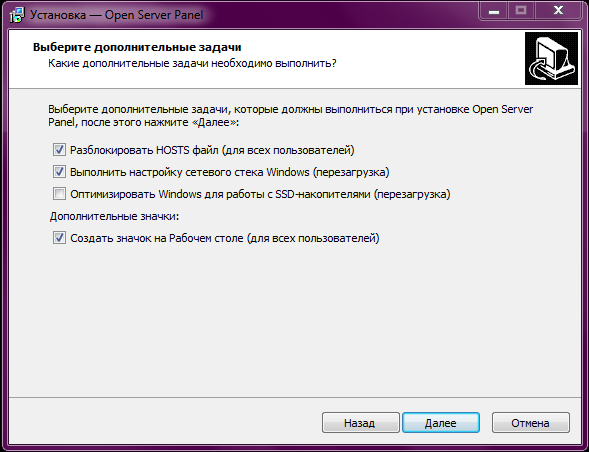 Установка — Open Server Panel
Выберите дополнительные задачи
Какие дополнительные задачи необходимо выполнить?
Выберите дополнительные задачи, которые должны выполниться при установке Open Server
Panel, после этого нажмите «Далее»:
Разблокировать HOSTS файл (для всех пользователей)
Выполнить настройку сетевого стека Windows (перезагрузка)
Оптимизировать Windows для работы с SSD-накопителями (перезагрузка)
Дополнительные значки:
Создать значок на Рабочем столе (для всех пользователей)
Назад
Далее
Отмена